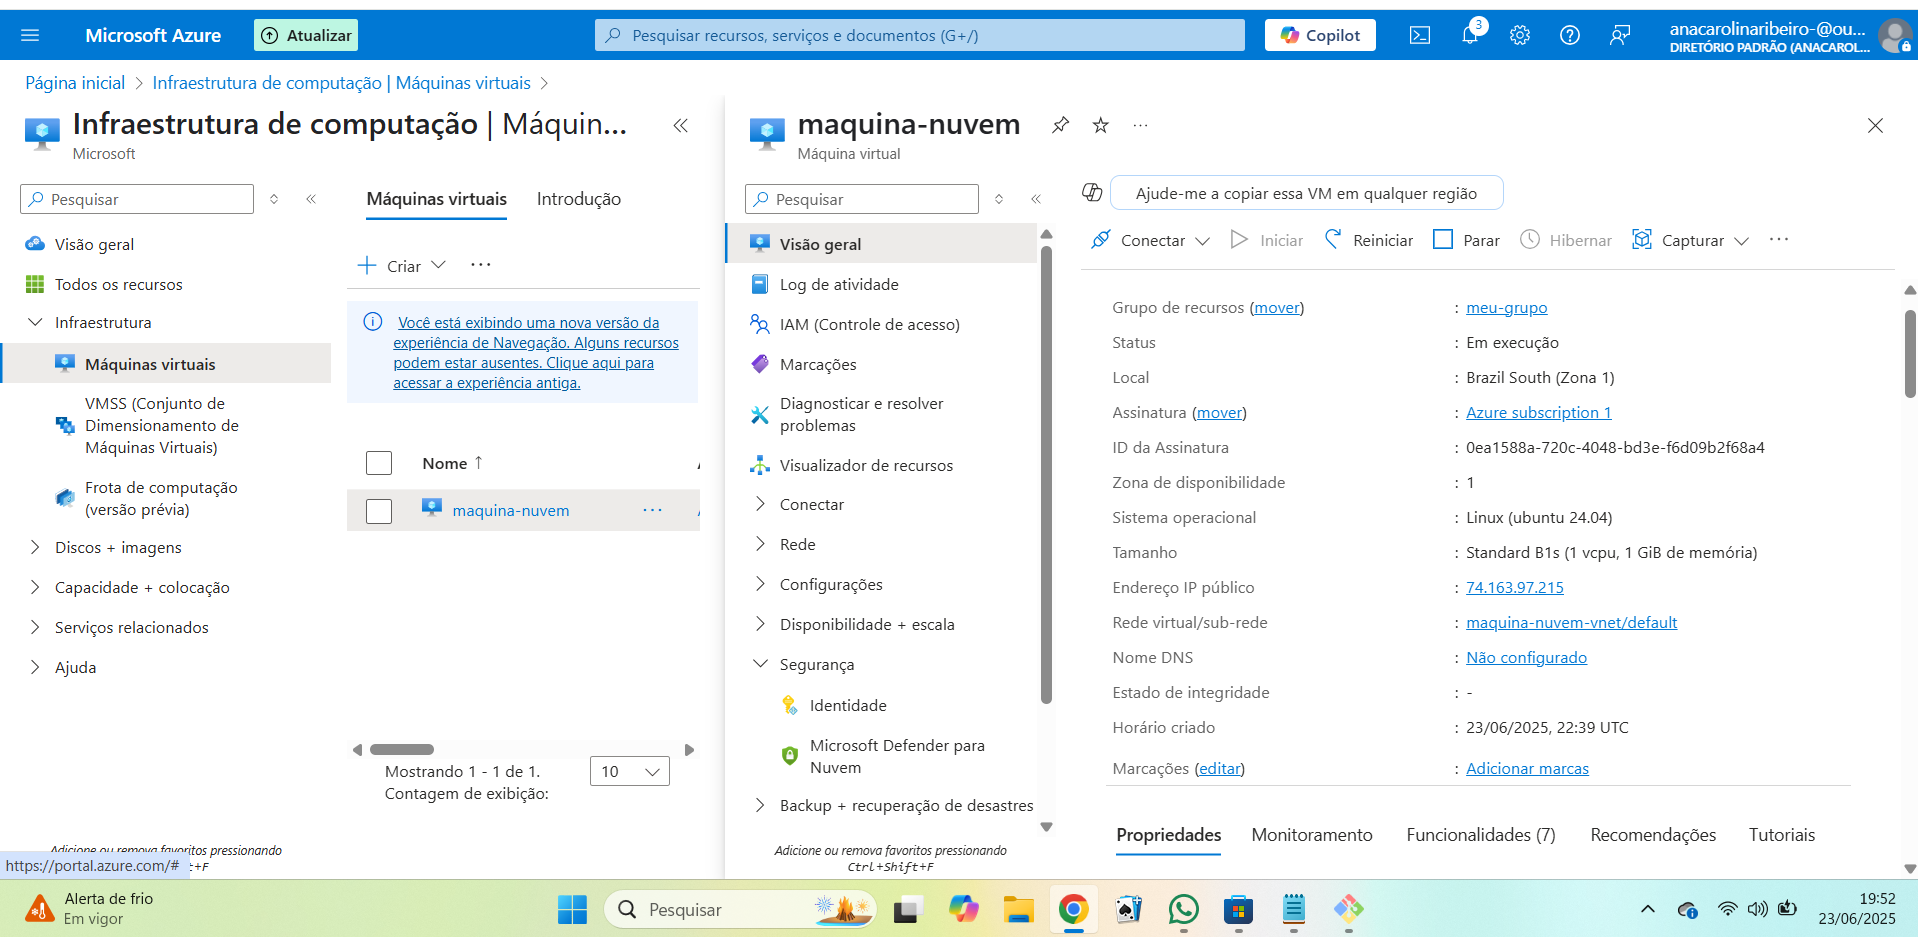 Microsoft Azure
Atualizar
Pesquisar recursos, serviços e documentos (G+/)
Copilot
3
anacarolinaribeiro-@ou...
DIRETÓRIO PADRÃO (ANACAROL...
Página inicial > Infraestrutura de computação | Máquinas virtuais >
Infraestrutura de computação | Máquin...
Microsoft
Pesquisar
Visão geral
Todos os recursos
Infraestrutura
Máquinas virtuais
VMSS (Conjunto de
Dimensionamento de
Máquinas Virtuais)
Frota de computação
(versão prévia)
Discos + imagens
Capacidade + colocação
Serviços relacionados
Ajuda
Adicione ou remova favoritos pressionando
https://portal.azure.com/#
t+F
Máquinas virtuais
Introdução
Criar
Você está exibindo uma nova versão da
experiência de Navegação. Alguns recursos
podem estar ausentes. Clique aqui para
acessar a experiência antiga.
Nome ↑
maquina-nuvem
Mostrando 1 - 1 de 1.
Contagem de exibição:
10
maquina-nuvem
Máquina virtual
Pesquisar
Visão geral
Log de atividade
IAM (Controle de acesso)
Marcações
Diagnosticar e resolver
problemas
Visualizador de recursos
Conectar
Rede
Configurações
Disponibilidade + escala
Segurança
Identidade
Microsoft Defender para
Nuvem
Backup + recuperação de desastres
Adicione ou remova favoritos pressionando
Ctrl+Shift+F
Ajude-me a copiar essa VM em qualquer região
Conectar
Iniciar
Reiniciar
Parar
Hibernar
Capturar
Grupo de recursos (mover) : meu-grupo
Status : Em execução
Local : Brazil South (Zona 1)
Assinatura (mover) : Azure subscription 1
ID da Assinatura : 0ea1588a-720c-4048-bd3e-f6d09b2f68a4
Zona de disponibilidade : 1
Sistema operacional : Linux (ubuntu 24.04)
Tamanho : Standard B1s (1 vcpu, 1 GiB de memória)
Endereço IP público : 74.163.97.215
Rede virtual/sub-rede : maquina-nuvem-vnet/default
Nome DNS : Não configurado
Estado de integridade : -
Horário criado : 23/06/2025, 22:39 UTC
Marcações (editar) : Adicionar marcas
Propriedades
Monitoramento
Funcionalidades (7)
Recomendações
Tutoriais
Alerta de frio
Em vigor
Pesquisar
19:52
23/06/2025